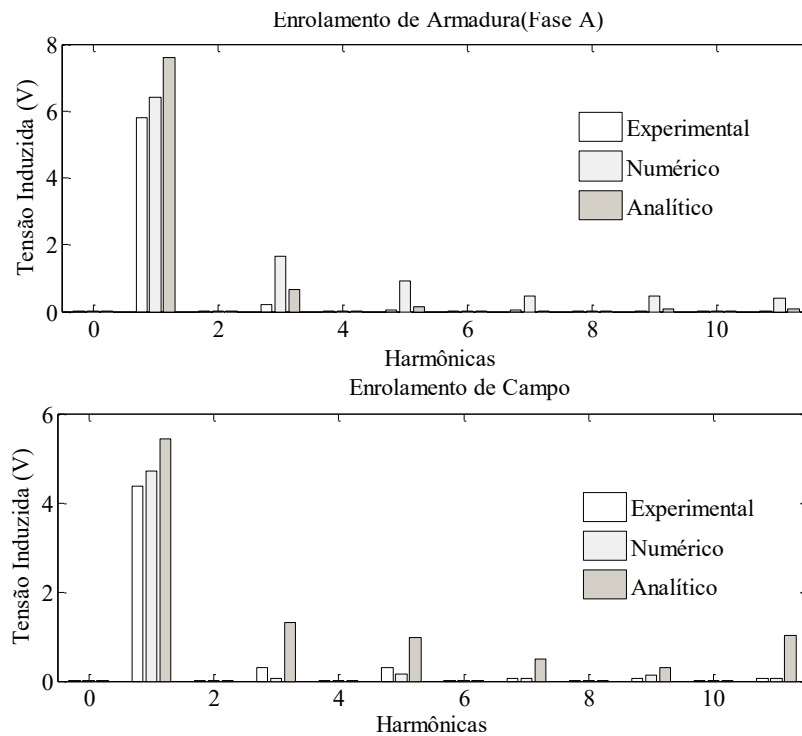 Enrolamento de Armadura(Fase A)
8
6
4
2
0
Tensão Induzida (V)
Experimental
Numérico
Analítico
0 2 4 6 8 10
Harmônicas
Enrolamento de Campo
6
4
2
0
Tensão Induzida (V)
Experimental
Numérico
Analítico
0 2 4 6 8 10
Harmônicas